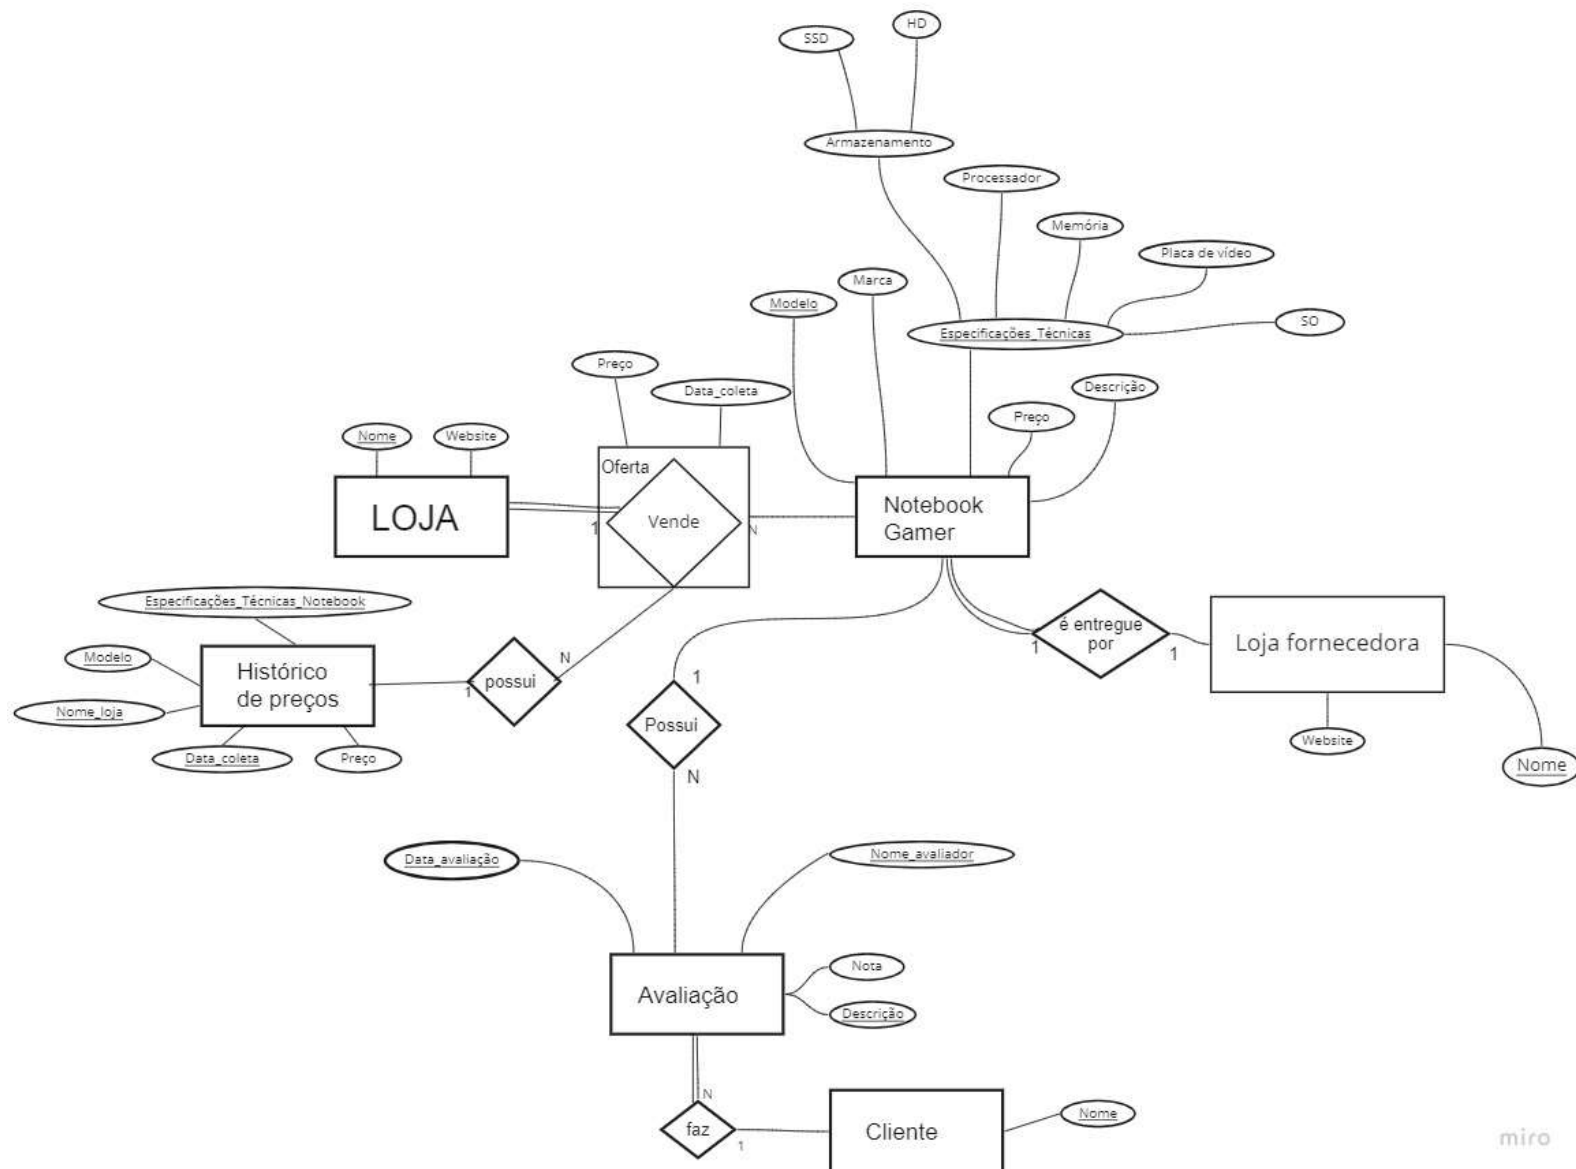 HD
SSD
Armazenamento
Processador
Memória
Placa de vídeo
Marca
Modelo
SO
Especificações_Técnicas
Preço
Data_coleta
Descrição
Preço
Nome
Website
Oferta
LOJA
1
Vende
N
Notebook
Gamer
Especificações_Técnicas_Notebook
é entregue
por
1
1
Loja fornecedora
Modelo
Histórico
de preços
1
possui
N
1
Possui
N
Nome_loja
Data_coleta
Preço
Website
Nome
Data_avaliação
Nome_avaliador
Avaliação
Nota
Descrição
N
faz
1
Cliente
Nome
miro